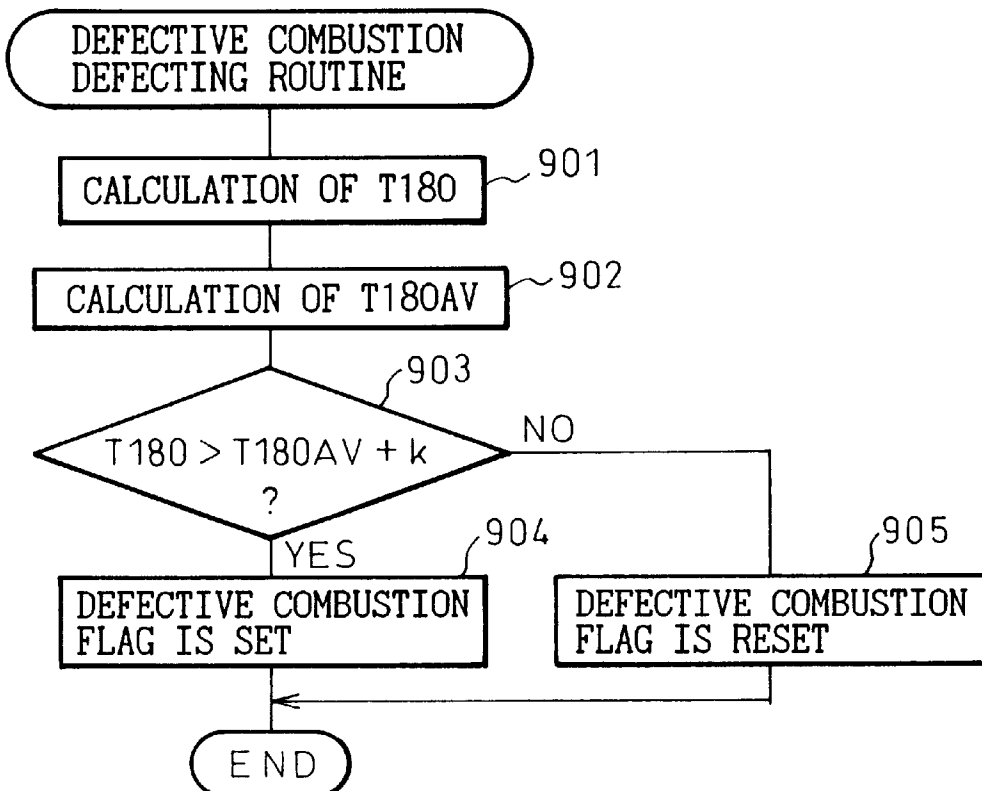 DEFECTIVE COMBUSTION
DEFECTING ROUTINE
CALCULATION OF T180
901
CALCULATION OF T180AV
902
903
T180 > T180AV + k
?
NO
YES
904
DEFECTIVE COMBUSTION
FLAG IS SET
905
DEFECTIVE COMBUSTION
FLAG IS RESET
END